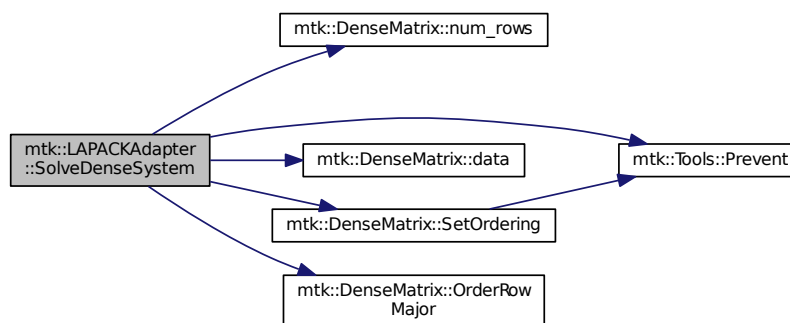 mtk::DenseMatrix::num_rows
mtk::LAPACKAdapter
::SolveDenseSystem
mtk::DenseMatrix::data
mtk::Tools::Prevent
mtk::DenseMatrix::SetOrdering
mtk::DenseMatrix::OrderRow
Major